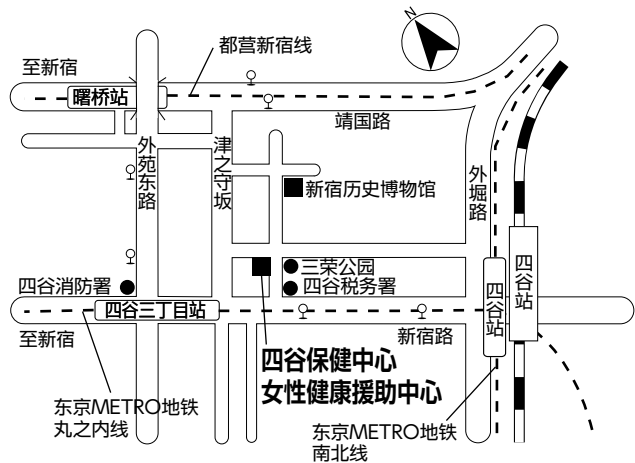 N
都营新宿线
至新宿
曙桥站
靖国路
外苑东路
津之守坂
外堀路
新宿历史博物馆
三荣公园
四谷税务署
四谷消防署
四谷三丁目站
四谷站
四谷站
至新宿
新宿路
四谷保健中心
女性健康援助中心
东京METRO地铁
丸之内线
东京METRO地铁
南北线